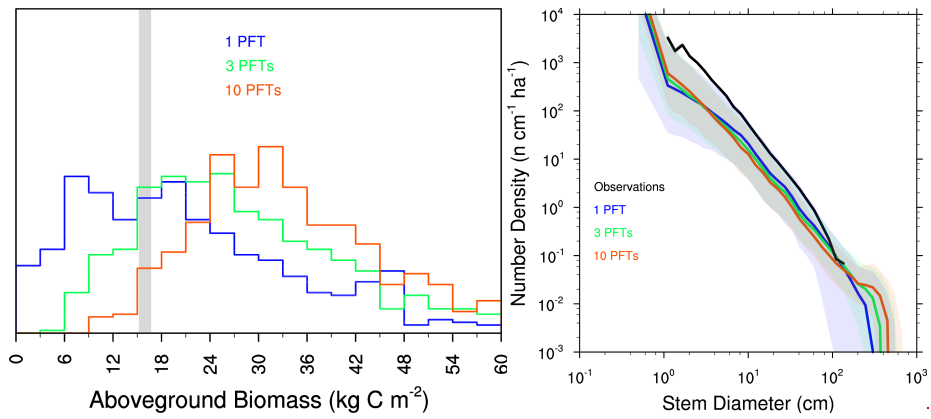 1 PFT
3 PFTs
10 PFTs
0 6 12 18 24 30 36 42 48 54 60
Aboveground Biomass (kg C m⁻²)
10⁴
10³
10²
10¹
10⁰
10⁻¹
10⁻²
10⁻³
Number Density (n cm⁻¹ ha⁻¹)
Observations
1 PFT
3 PFTs
10 PFTs
10⁻¹ 10⁰ 10¹ 10² 10³
Stem Diameter (cm)